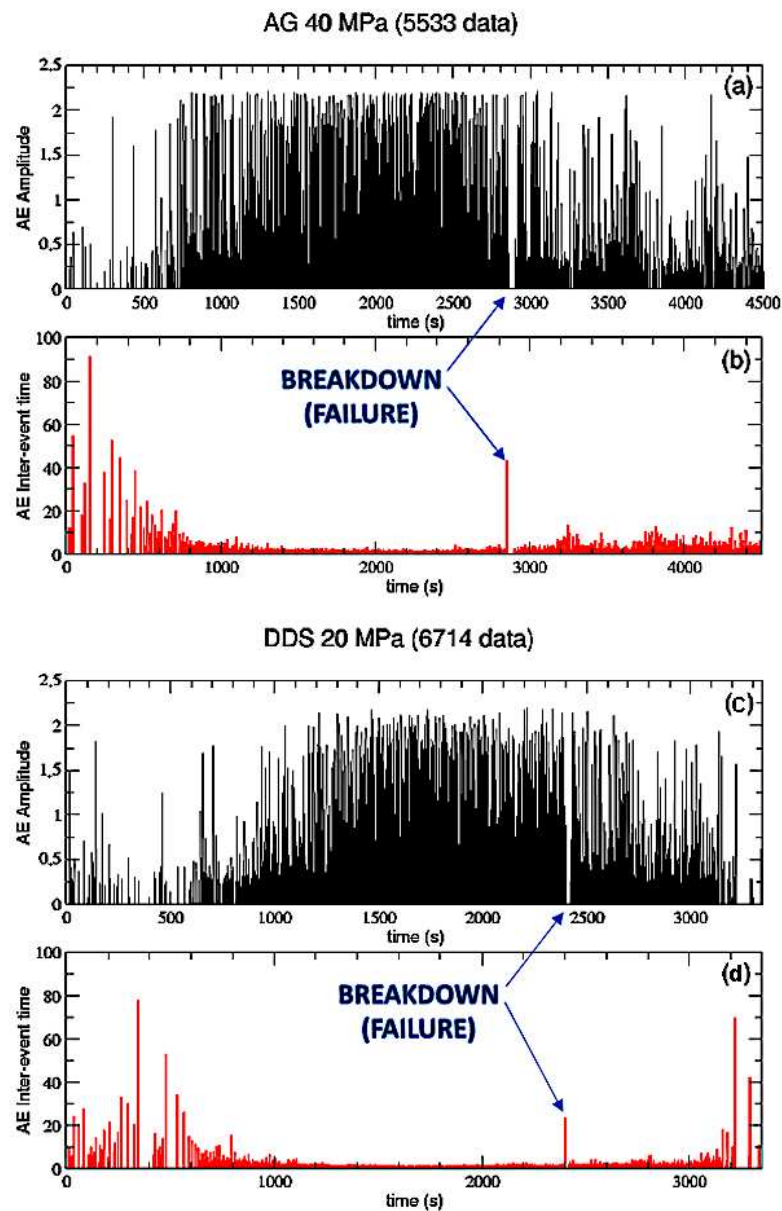 AG 40 MPa (5533 data)
(a)
AE Amplitude
2.5
2
1.5
1
0.5
0
0 500 1000 1500 2000 2500 3000 3500 4000 4500
time (s)
(b)
AE Inter-event time
100
80
60
40
20
0
BREAKDOWN
(FAILURE)
0 1000 2000 3000 4000
time (s)
DDS 20 MPa (6714 data)
(c)
AE Amplitude
2.5
2
1.5
1
0.5
0
0 500 1000 1500 2000 2500 3000
time (s)
(d)
AE Inter-event time
100
80
60
40
20
0
BREAKDOWN
(FAILURE)
0 1000 2000 3000
time (s)